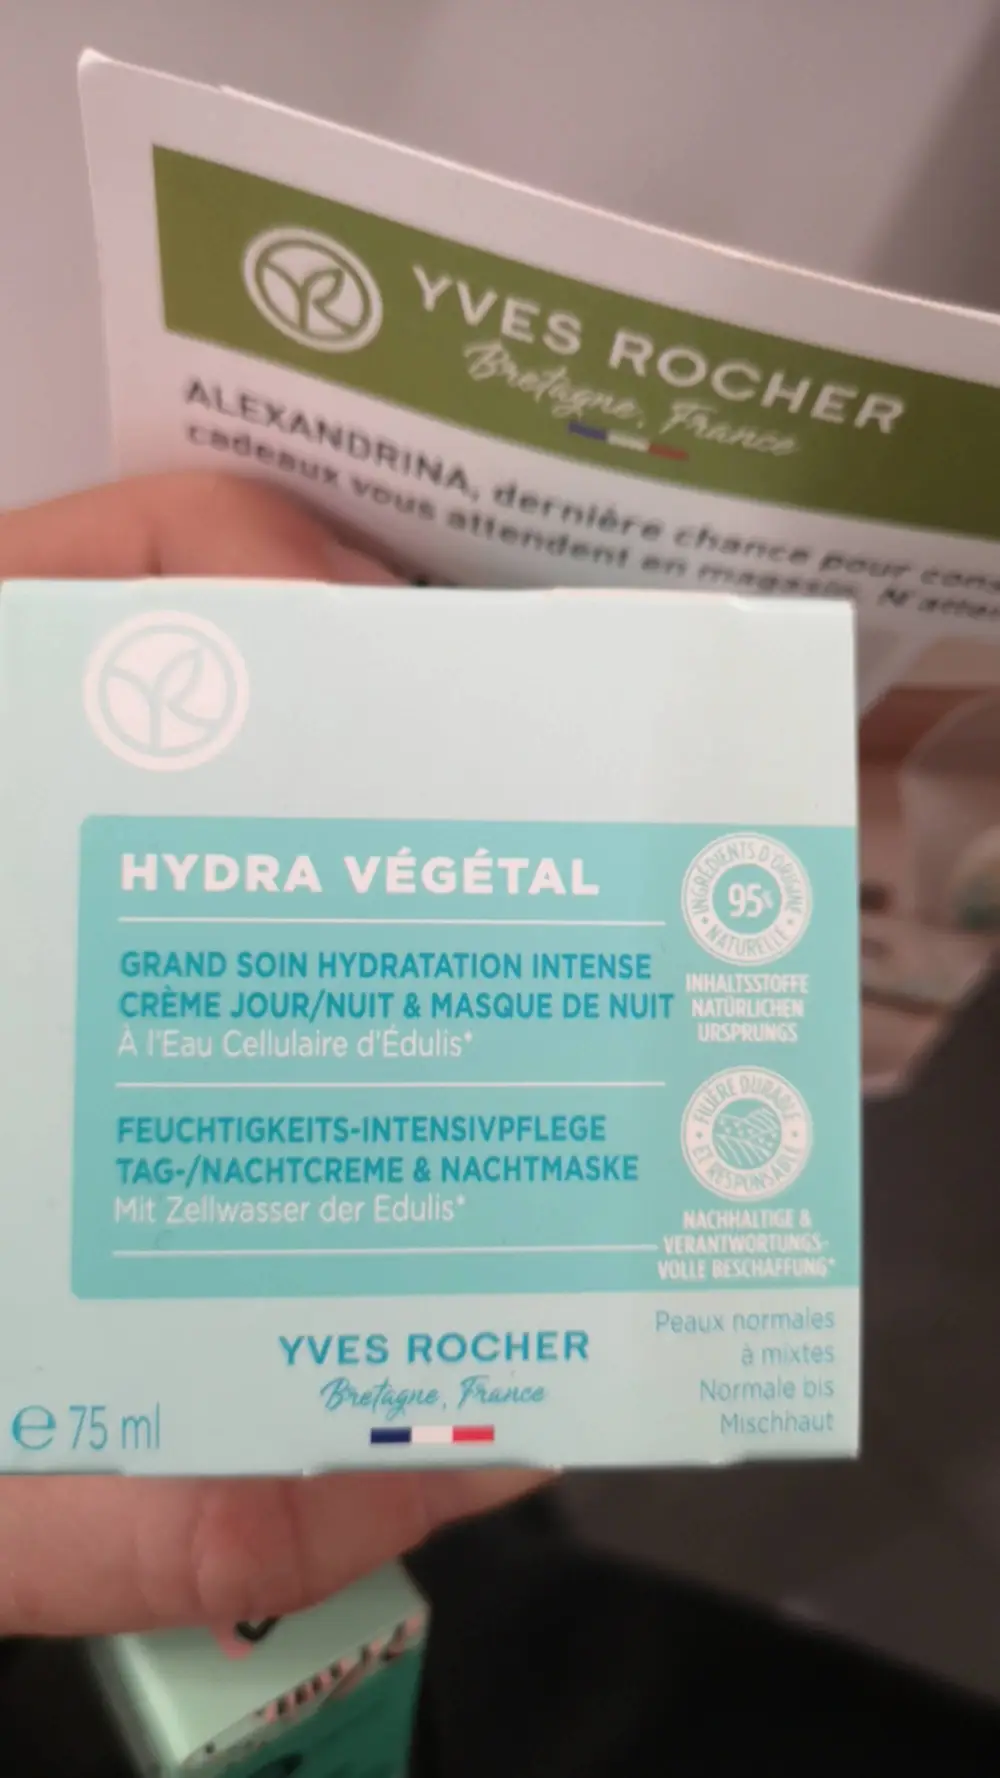 YVES ROCHER
Bretagne, France
ALEXANDRINA, dernière chance pour
cadeaux vous attendent en magasin.
HYDRA VÉGÉTAL
GRAND SOIN HYDRATATION INTENSE
CRÈME JOUR/NUIT & MASQUE DE NUIT
À l'Eau Cellulaire d'Édulis*
FEUCHTIGKEITS-INTENSIVPFLEGE
TAG-/NACHTCREME & NACHTMASKE
Mit Zellwasser der Edulis*
INGRÉDIENTS D'ORIGINE
95%
NATURELLE
INHALTSSTOFFE
NATÜRLICHEN
URSPRUNGS
FILIÈRE DURABLE
ET RESPONSABLE
NACHHALTIGE &
VERANTWORTUNGS-
VOLLE BESCHAFFUNG*
YVES ROCHER
Bretagne, France
Peaux normales
à mixtes
Normale bis
Mischhaut
e 75 ml